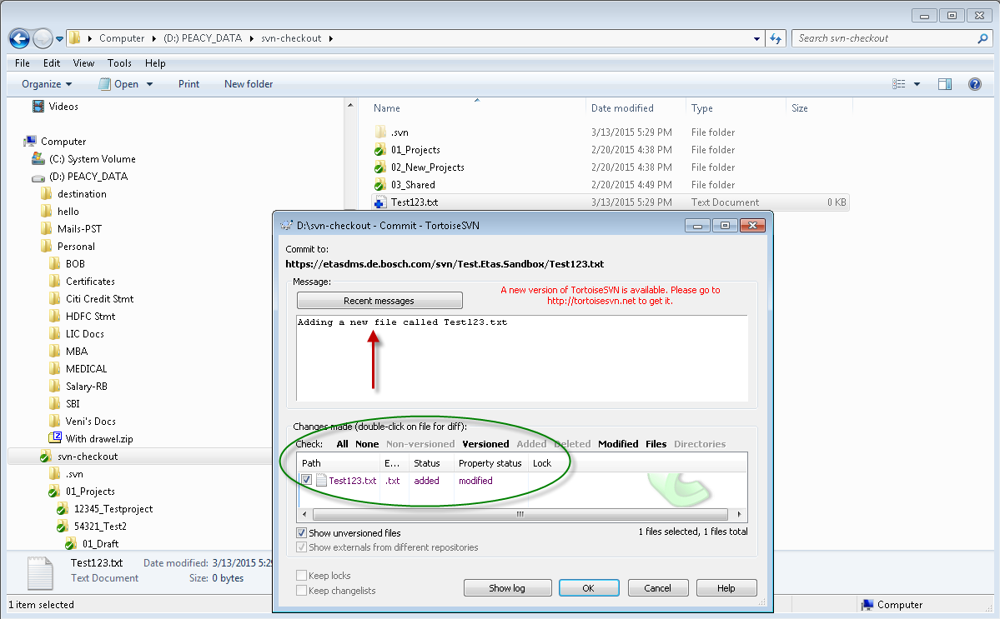 Computer (D:) PEACY_DATA svn-checkout
Search svn-checkout
File Edit View Tools Help
Organize Open Print New folder
Videos
Computer
(C:) System Volume
(D:) PEACY_DATA
destination
hello
Mails-PST
Personal
BOB
Certificates
Citi Credit Stmt
HDFC Stmt
LIC Docs
MBA
MEDICAL
Salary-RB
SBI
Veni's Docs
With drawel.zip
svn-checkout
.svn
01_Projects
12345_Testproject
54321_Test2
01_Draft
Name Date modified Type Size
.svn 3/13/2015 5:29 PM File folder
01_Projects 2/20/2015 4:38 PM File folder
02_New_Projects 2/20/2015 4:38 PM File folder
03_Shared 2/20/2015 4:49 PM File folder
Test123.txt 3/13/2015 5:29 PM Text Document 0 KB
D:\svn-checkout - Commit - TortoiseSVN
Commit to:
https://etasdms.de.bosch.com/svn/Test.Etas.Sandbox/Test123.txt
Message:
Recent messages
A new version of TortoiseSVN is available. Please go to
http://tortoisesvn.net to get it.
Adding a new file called Test123.txt
Changes made (double-click on file for diff):
Check: All None Non-versioned Versioned Added Deleted Modified Files Directories
Path E... Status Property status Lock
Test123.txt .txt added modified
Show unversioned files
1 files selected, 1 files total
Show externals from different repositories
Keep locks
Keep changelists
Show log OK Cancel Help
Test123.txt Date modified: 3/13/2015 5:29
Text Document Size: 0 bytes
1 item selected
Computer